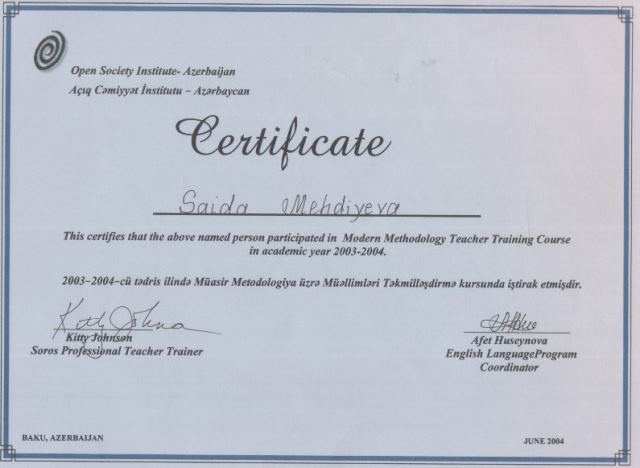 Open Society Institute- Azerbaijan
Açıq Cəmiyyət İnstitutu – Azərbaycan
Certificate
Saida Mehdiyeva
This certifies that the above named person participated in Modern Methodology Teacher Training Course
in academic year 2003-2004.
2003–2004-cü tədris ilində Müasir Metodologiya üzrə Müəllimləri Təkmilləşdirmə kursunda iştirak etmişdir.
Kitty Johnson
Kitty Johnson
Soros Professional Teacher Trainer
Afet Huseynova
English LanguageProgram
Coordinator
BAKU, AZERBAIJAN
JUNE 2004